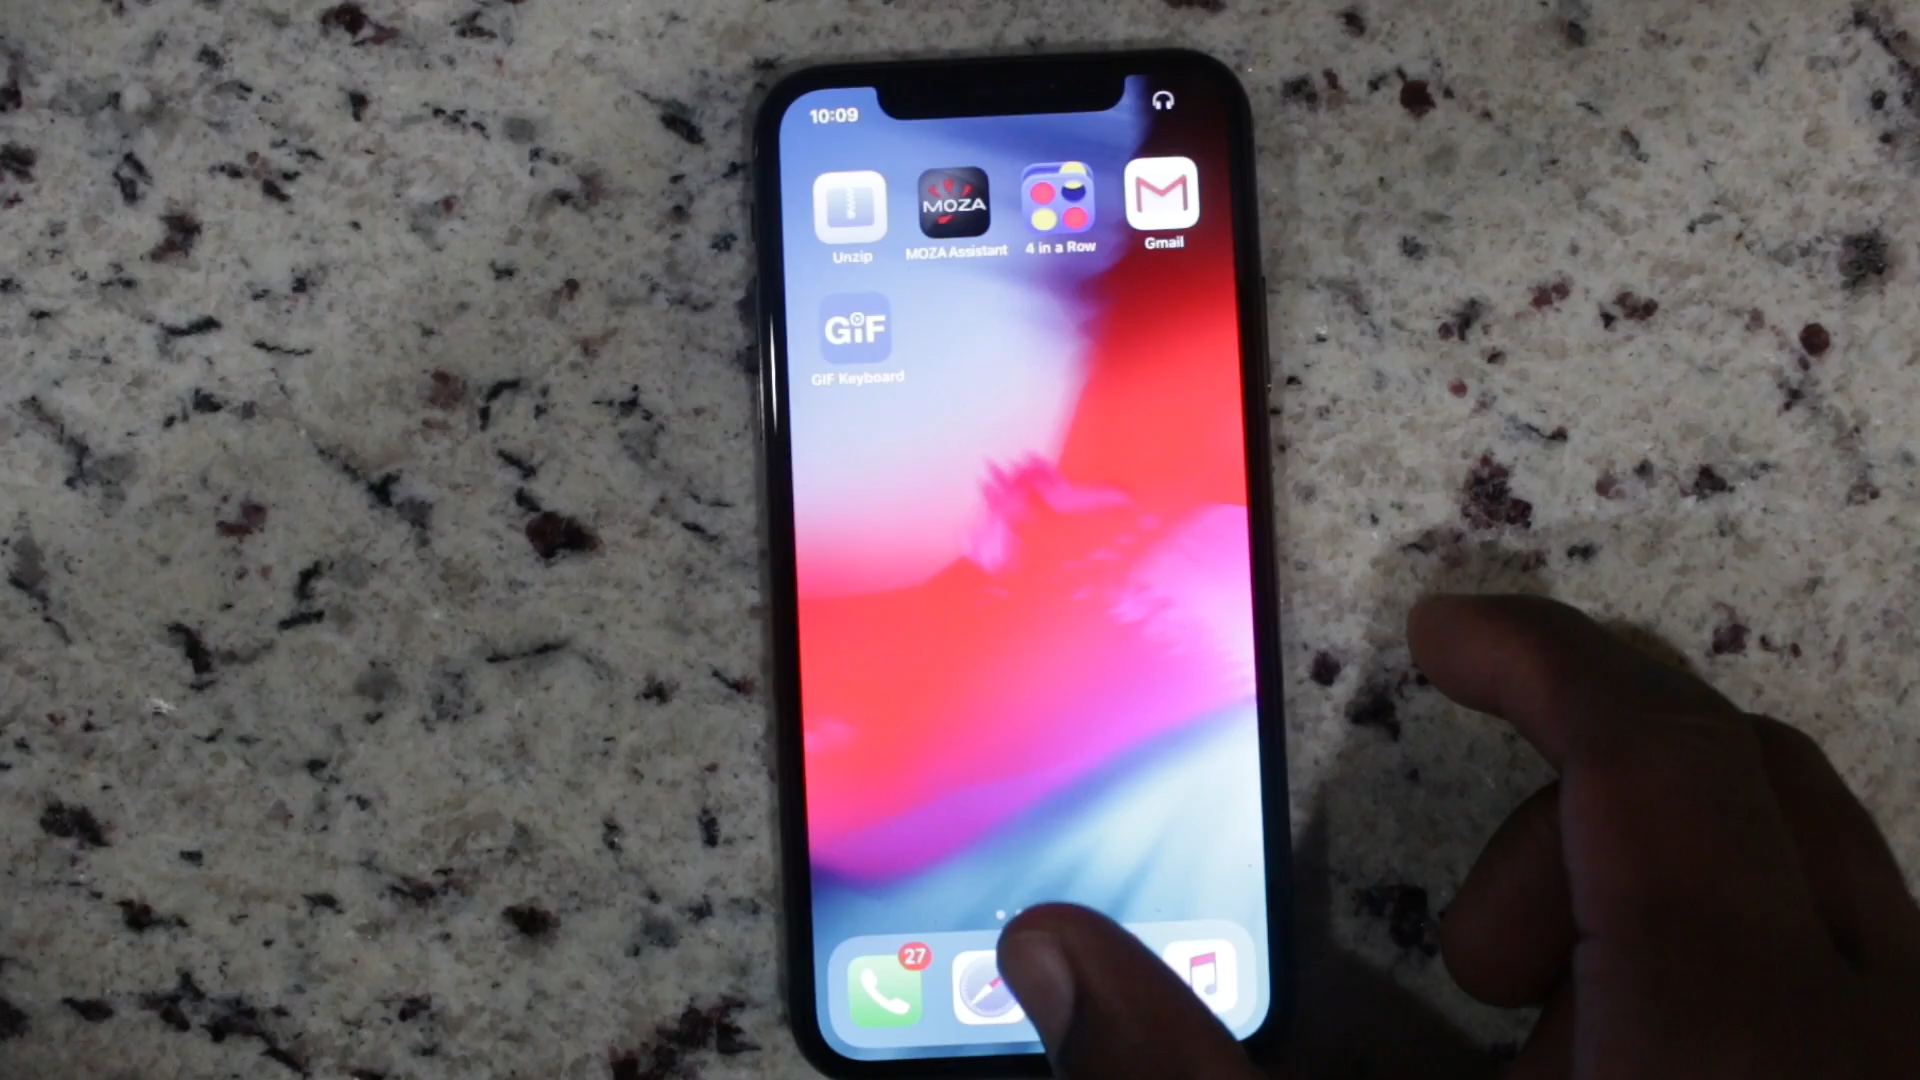 10:09
MOZA
Unzip
MOZA Assistant
4 in a Row
Gmail
GiF
GIF Keyboard
27